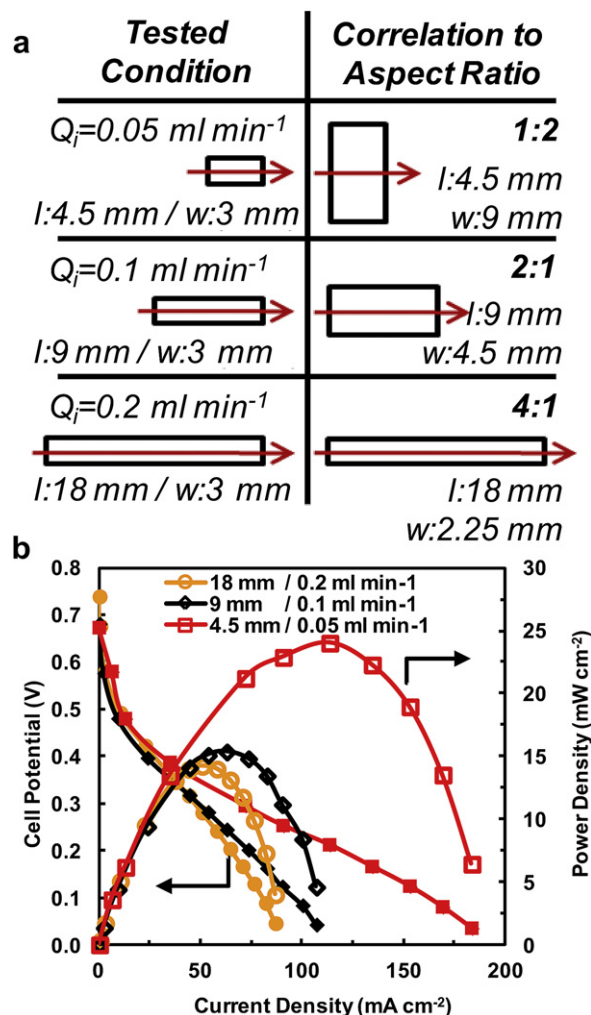 a
Tested Condition
Correlation to Aspect Ratio
Qi=0.05 ml min-1
l:4.5 mm / w:3 mm
1:2
l:4.5 mm
w:9 mm
Qi=0.1 ml min-1
l:9 mm / w:3 mm
2:1
l:9 mm
w:4.5 mm
Qi=0.2 ml min-1
l:18 mm / w:3 mm
4:1
l:18 mm
w:2.25 mm
b
18 mm / 0.2 ml min-1
9 mm / 0.1 ml min-1
4.5 mm / 0.05 ml min-1
Cell Potential (V)
0.8
0.7
0.6
0.5
0.4
0.3
0.2
0.1
0.0
Power Density (mW cm-2)
30
25
20
15
10
5
0
0
50
100
150
200
Current Density (mA cm-2)